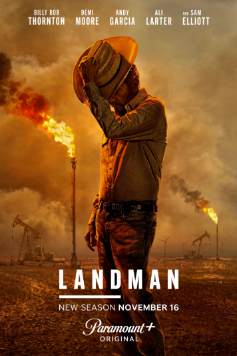 BILLY BOB THORNTON
DEMI MOORE
ANDY GARCIA
ALI LARTER
AND SAM ELLIOTT
LANDMAN
NEW SEASON NOVEMBER 16
Paramount+
ORIGINAL